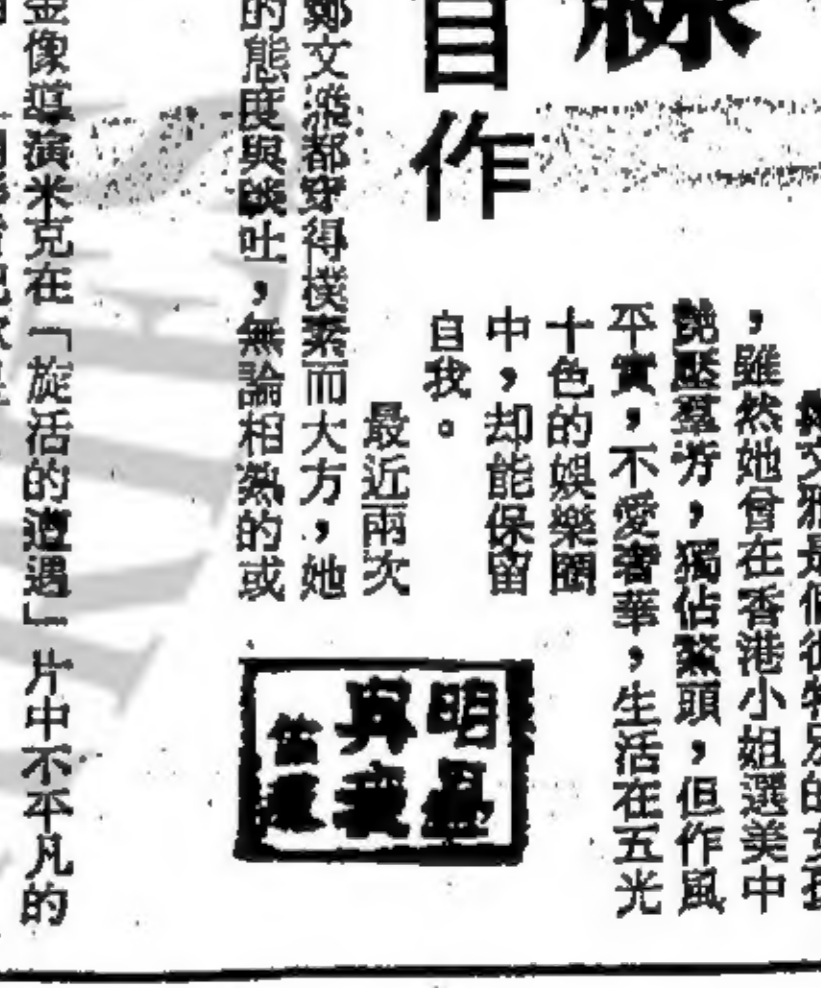 自作
文雅是個很特別的女孩
，雖然她曾在香港小姐選美中
艷壓羣芳，獨佔鰲頭，但作風
平實，不愛奢華，生活在五光
十色的娛樂圈
中，却能保留
自我。
最近兩次
鄭文雅都穿得樸素而大方，她
的態度與談吐，無論相熟的或
明星
與我
金像導演米克在「旋活的遭遇」片中不平凡的